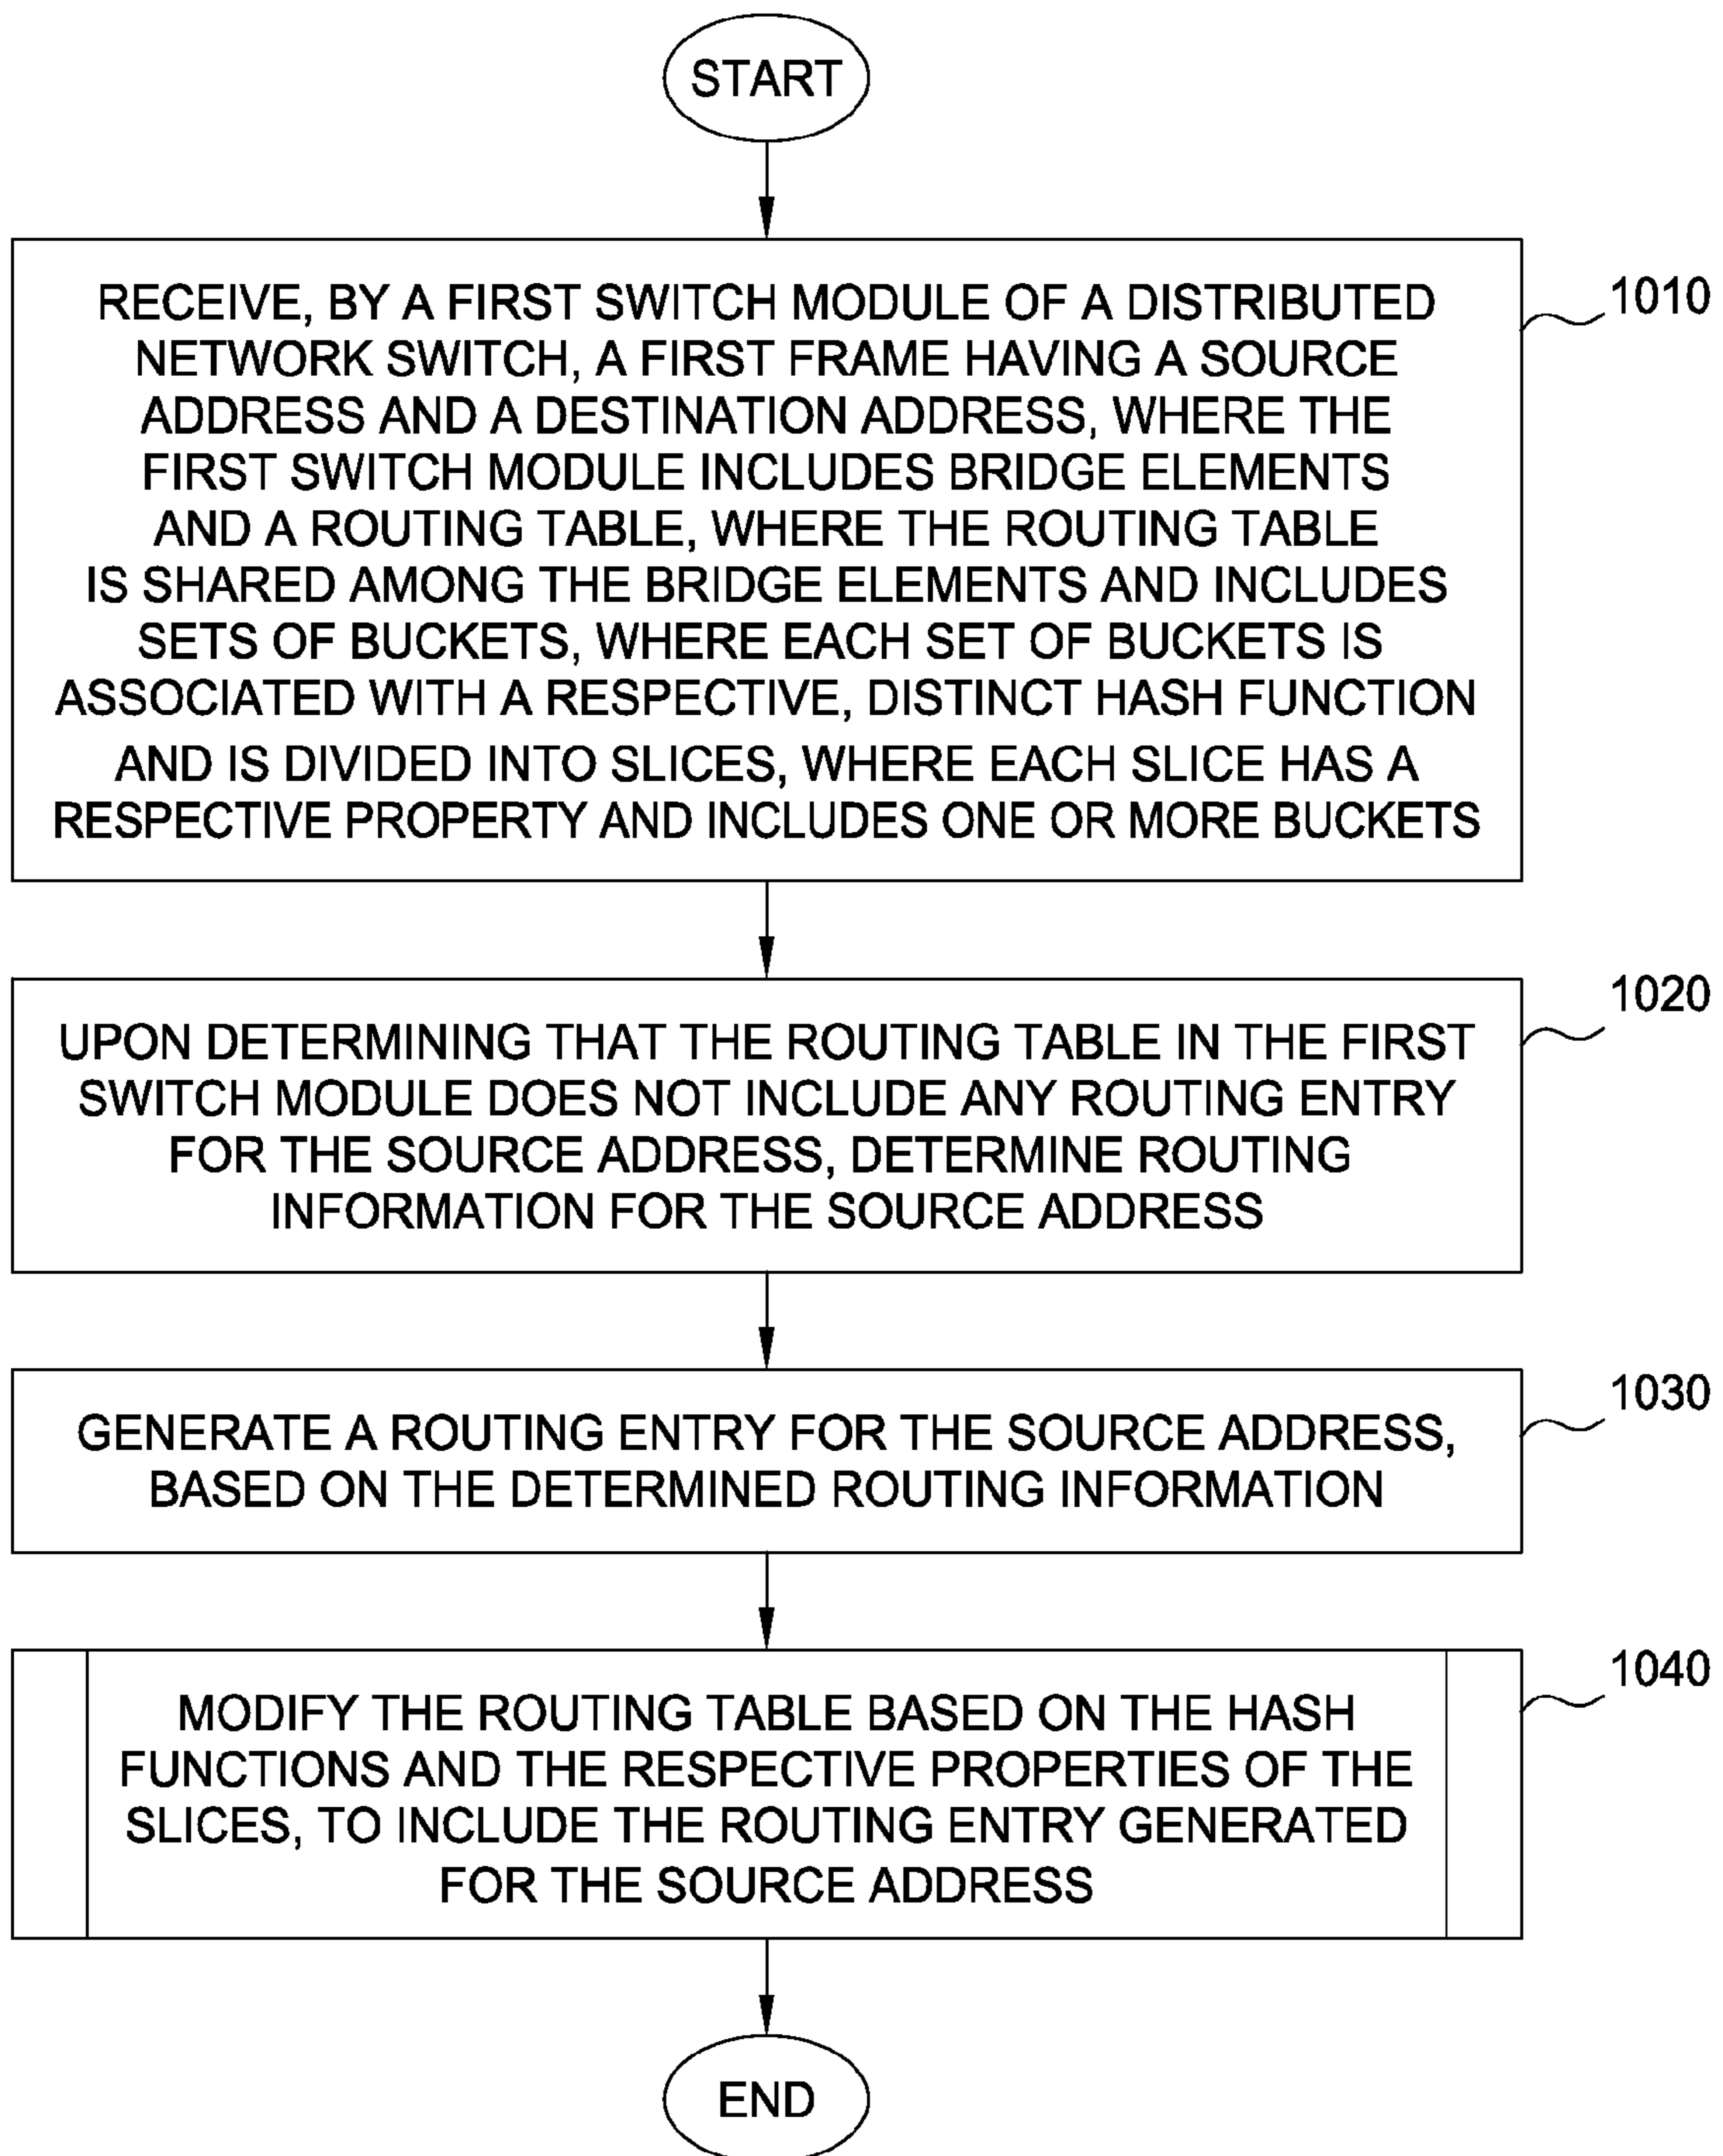 START
RECEIVE, BY A FIRST SWITCH MODULE OF A DISTRIBUTED
NETWORK SWITCH, A FIRST FRAME HAVING A SOURCE
ADDRESS AND A DESTINATION ADDRESS, WHERE THE
FIRST SWITCH MODULE INCLUDES BRIDGE ELEMENTS
AND A ROUTING TABLE, WHERE THE ROUTING TABLE
IS SHARED AMONG THE BRIDGE ELEMENTS AND INCLUDES
SETS OF BUCKETS, WHERE EACH SET OF BUCKETS IS
ASSOCIATED WITH A RESPECTIVE, DISTINCT HASH FUNCTION
AND IS DIVIDED INTO SLICES, WHERE EACH SLICE HAS A
RESPECTIVE PROPERTY AND INCLUDES ONE OR MORE BUCKETS
1010
UPON DETERMINING THAT THE ROUTING TABLE IN THE FIRST
SWITCH MODULE DOES NOT INCLUDE ANY ROUTING ENTRY
FOR THE SOURCE ADDRESS, DETERMINE ROUTING
INFORMATION FOR THE SOURCE ADDRESS
1020
GENERATE A ROUTING ENTRY FOR THE SOURCE ADDRESS,
BASED ON THE DETERMINED ROUTING INFORMATION
1030
MODIFY THE ROUTING TABLE BASED ON THE HASH
FUNCTIONS AND THE RESPECTIVE PROPERTIES OF THE
SLICES, TO INCLUDE THE ROUTING ENTRY GENERATED
FOR THE SOURCE ADDRESS
1040
END